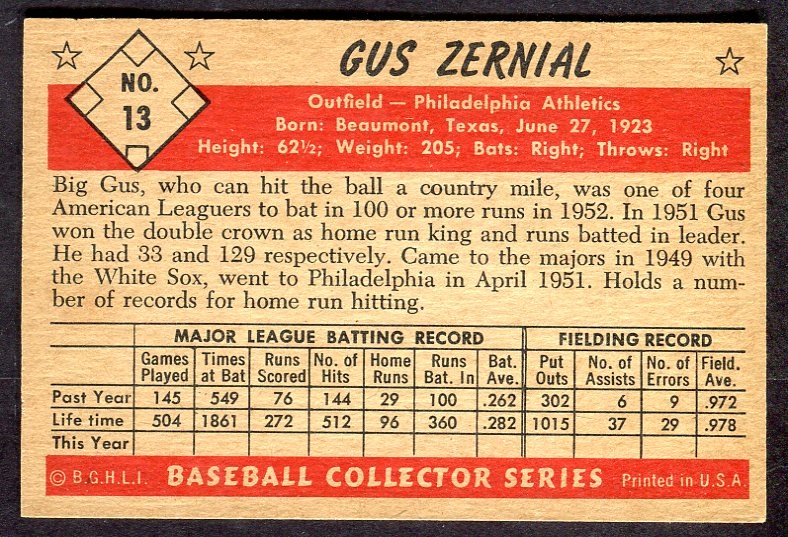 NO.
13
GUS ZERNIAL
Outfield — Philadelphia Athletics
Born: Beaumont, Texas, June 27, 1923
Height: 62½; Weight: 205; Bats: Right; Throws: Right
Big Gus, who can hit the ball a country mile, was one of four
American Leaguers to bat in 100 or more runs in 1952. In 1951 Gus
won the double crown as home run king and runs batted in leader.
He had 33 and 129 respectively. Came to the majors in 1949 with
the White Sox, went to Philadelphia in April 1951. Holds a num-
ber of records for home run hitting.
MAJOR LEAGUE BATTING RECORD FIELDING RECORD
Games Times Runs No. of Home Runs Bat. Put No. of No. of Field.
Played at Bat Scored Hits Runs Bat. In Ave. Outs Assists Errors Ave.
Past Year 145 549 76 144 29 100 .262 302 6 9 .972
Life time 504 1861 272 512 96 360 .282 1015 37 29 .978
This Year
© B.G.H.L.I. BASEBALL COLLECTOR SERIES Printed in U.S.A.